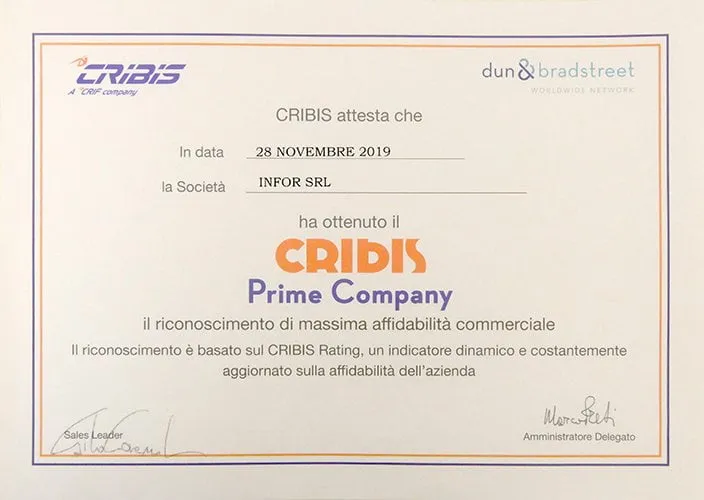 CRIBIS
A CRIF company
dun & bradstreet
WORLDWIDE NETWORK
CRIBIS attesta che
In data 28 NOVEMBRE 2019
la Società INFOR SRL
ha ottenuto il
CRIBIS
Prime Company
il riconoscimento di massima affidabilità commerciale
Il riconoscimento è basato sul CRIBIS Rating, un indicatore dinamico e costantemente
aggiornato sulla affidabilità dell'azienda
Sales Leader
Amministratore Delegato